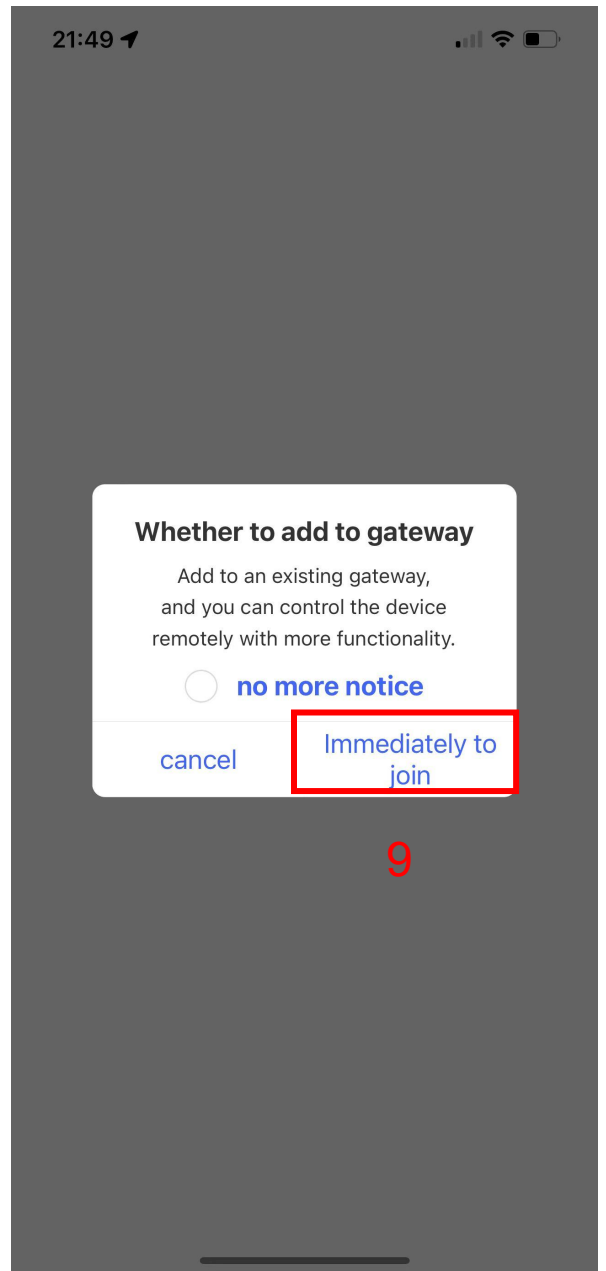 21:49
Whether to add to gateway
Add to an existing gateway,
and you can control the device
remotely with more functionality.
no more notice
cancel
Immediately to
join
9